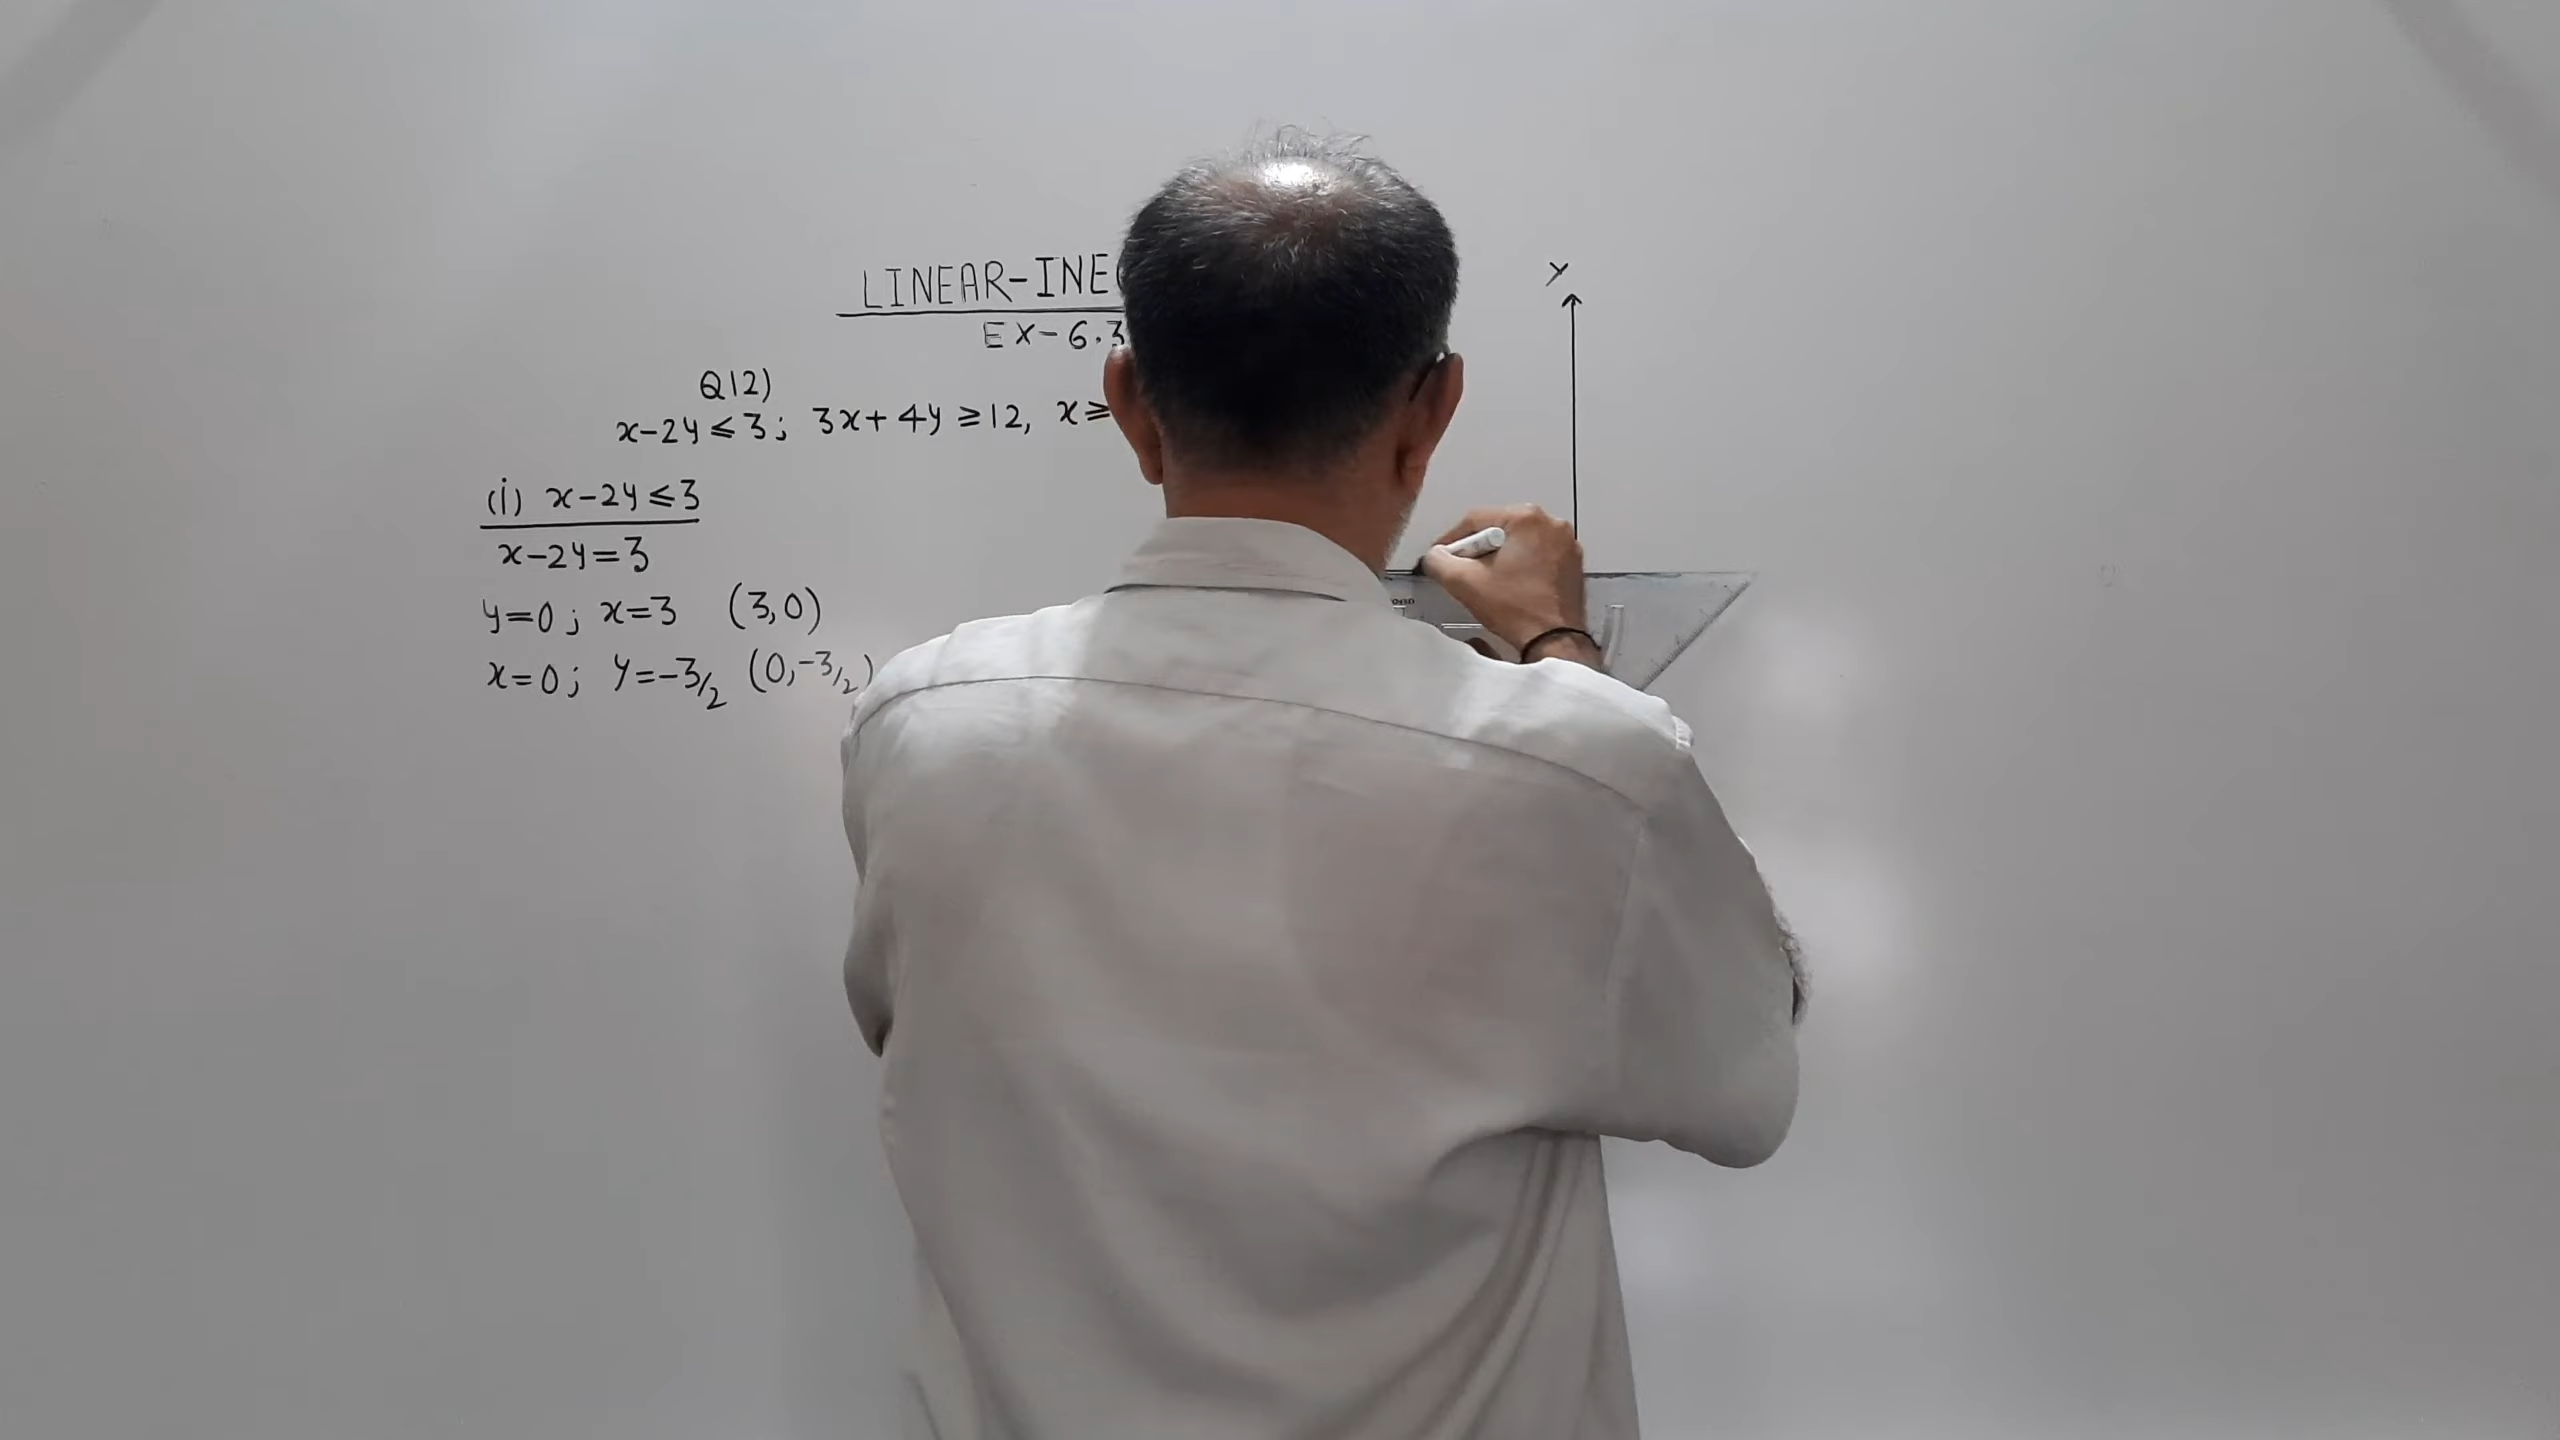 LINEAR-INE
EX-6.3
Q12)
x-2y≤3; 3x+4y≥12, x≥
(i) x-2y≤3
x-2y=3
y=0; x=3 (3,0)
x=0; y=-3/2 (0,-3/2)
Y